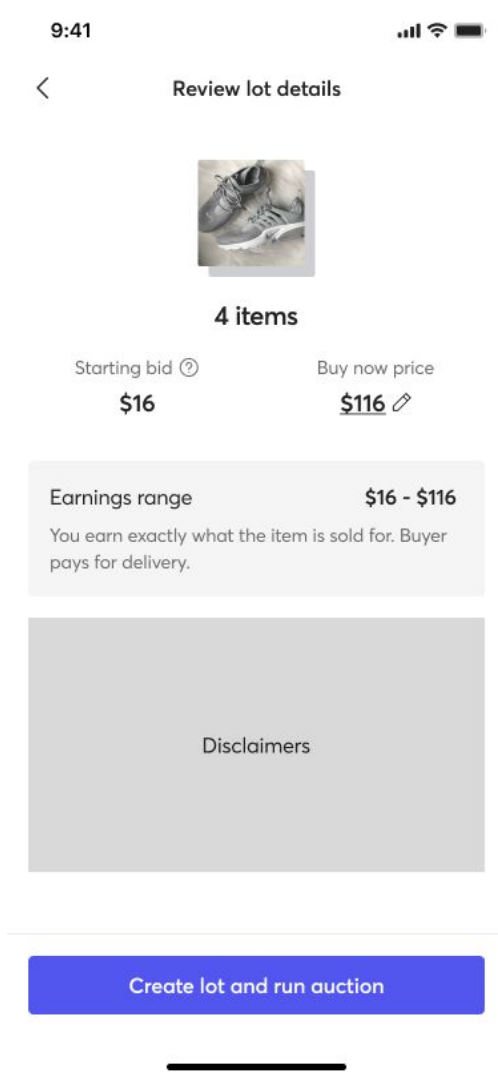 9:41
Review lot details
4 items
Starting bid
Buy now price
$16
$116
Earnings range
$16 - $116
You earn exactly what the item is sold for. Buyer
pays for delivery.
Disclaimers
Create lot and run auction